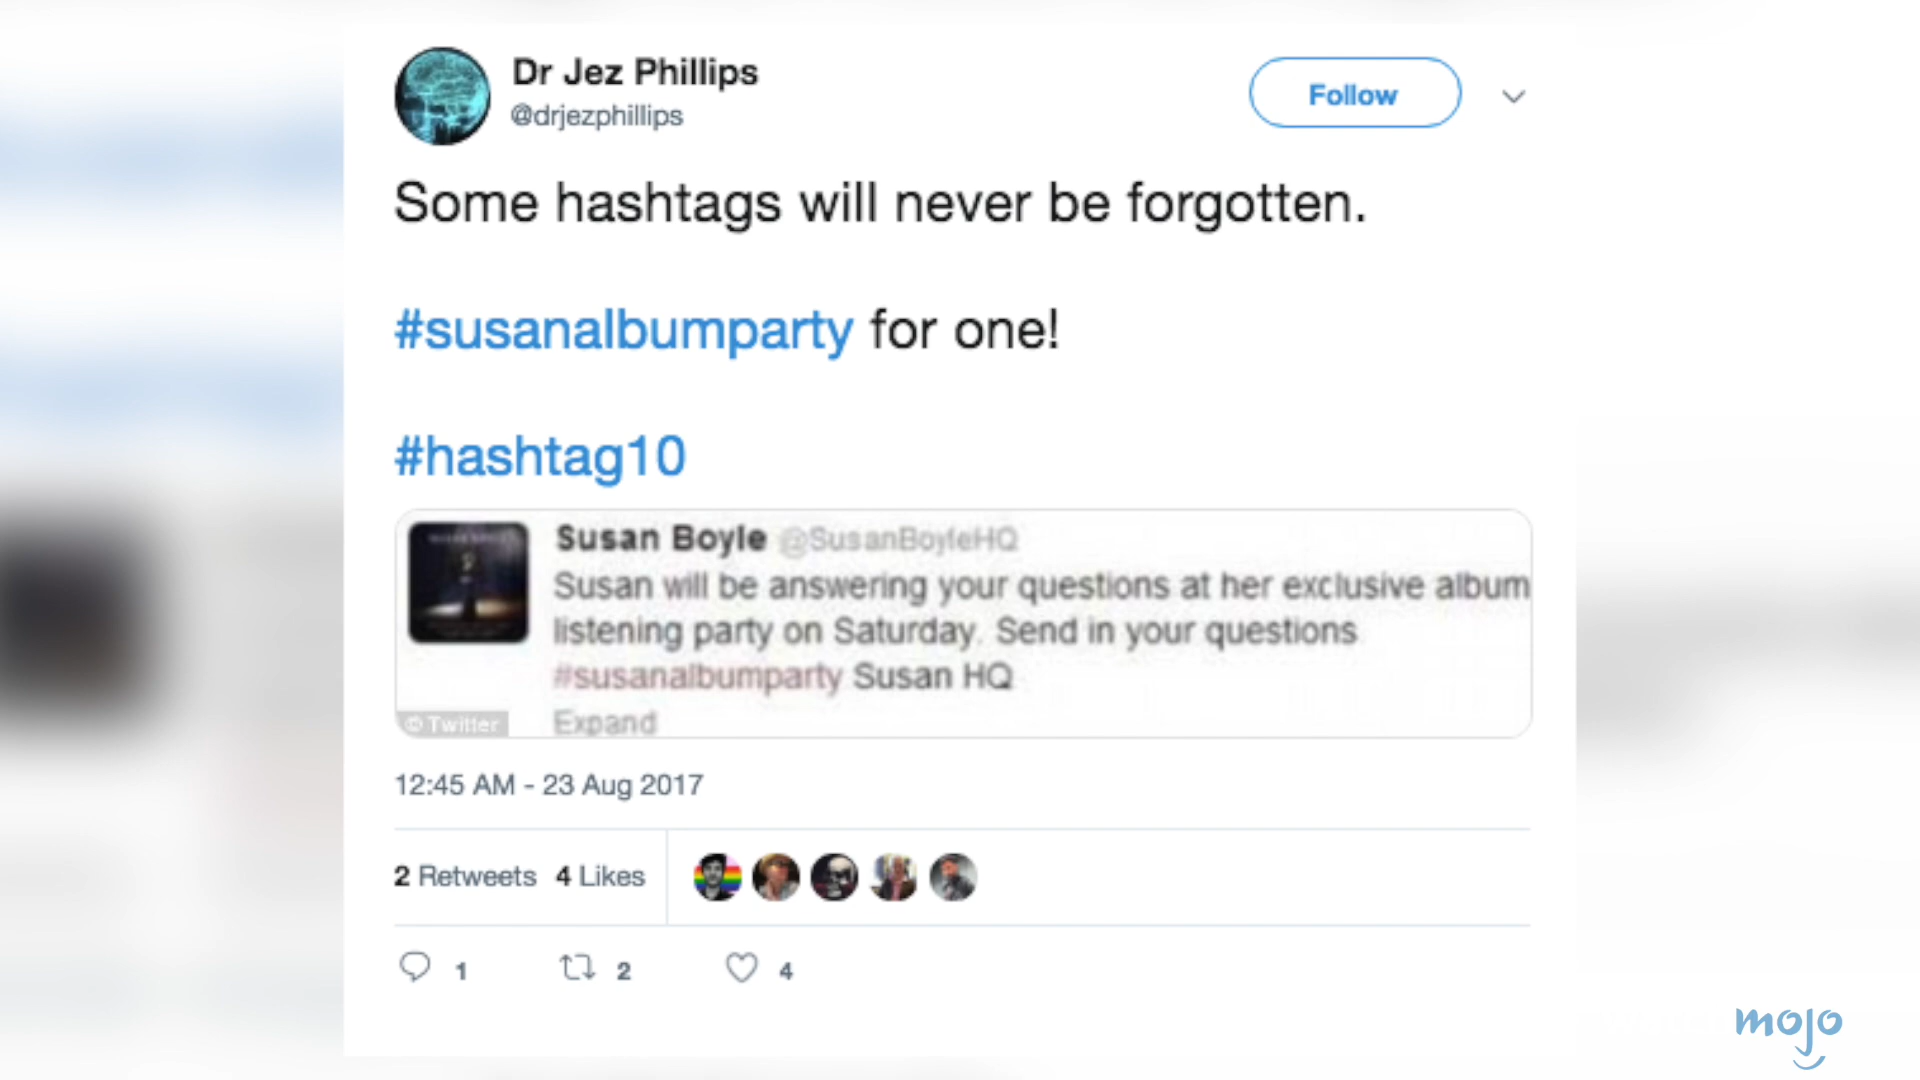 Dr Jez Phillips
@drjezphillips
Follow
Some hashtags will never be forgotten.
#susanalbumparty for one!
#hashtag10
Susan Boyle @SusanBoyleHQ
Susan will be answering your questions at her exclusive album
listening party on Saturday. Send in your questions
#susanalbumparty Susan HQ
Expand
© Twitter
12:45 AM - 23 Aug 2017
2 Retweets 4 Likes
1 2 4
mojo